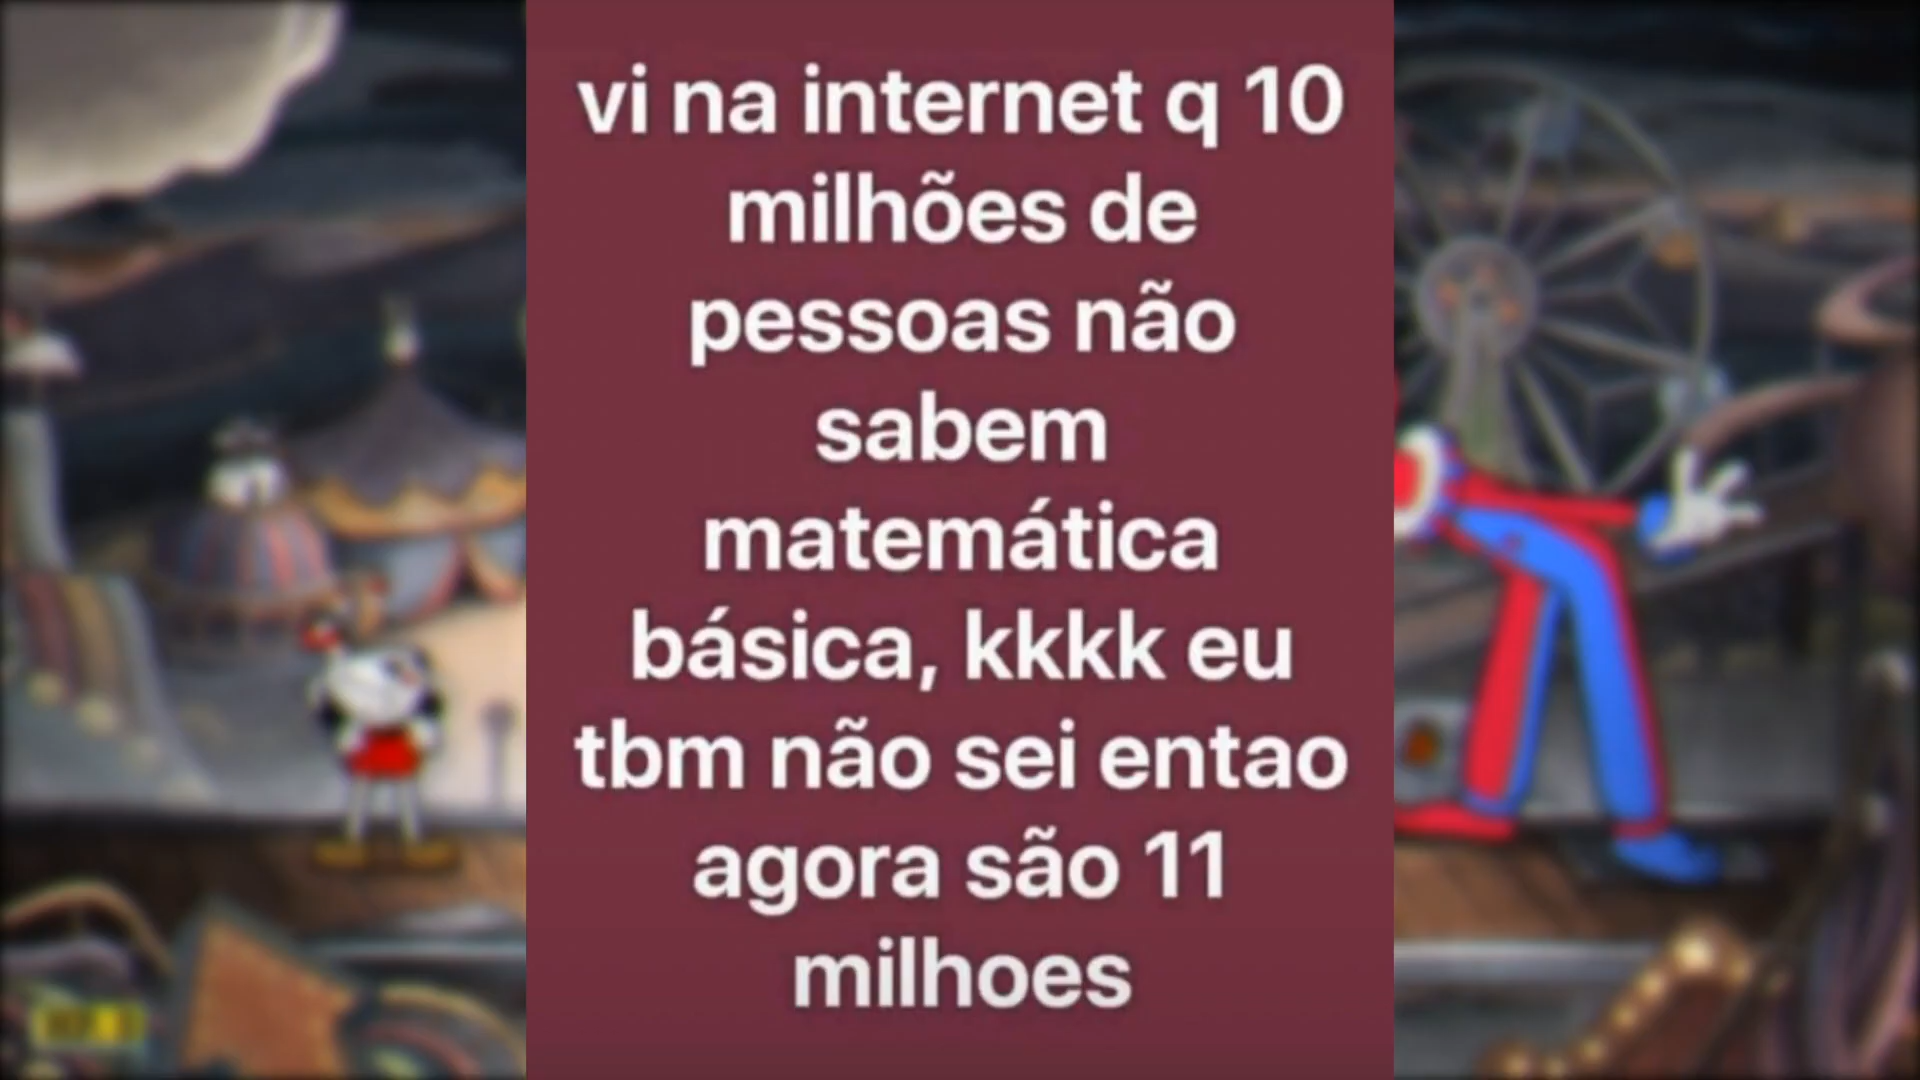 vi na internet q 10
milhões de
pessoas não
sabem
matemática
básica, kkkk eu
tbm não sei entao
agora são 11
milhoes